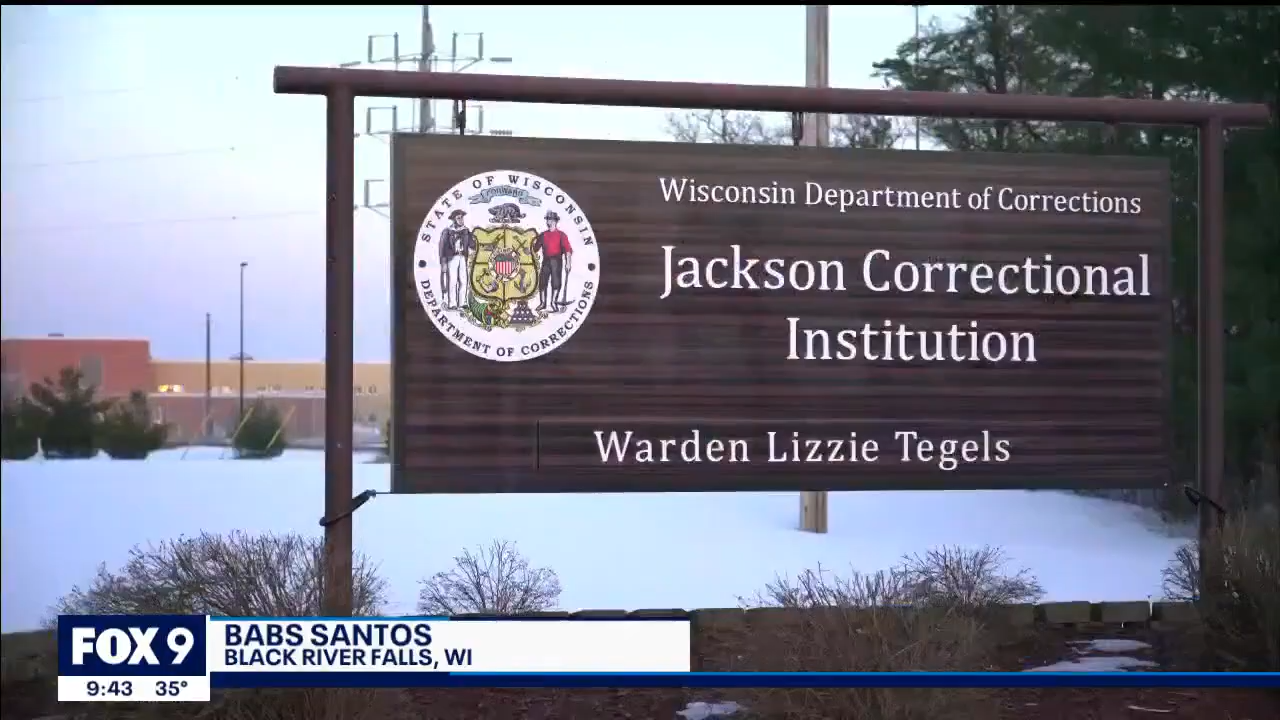 FORWARD
STATE OF WISCONSIN
DEPARTMENT OF CORRECTIONS
Wisconsin Department of Corrections
Jackson Correctional
Institution
Warden Lizzie Tegels
FOX 9
BABS SANTOS
BLACK RIVER FALLS, WI
9:43 35°